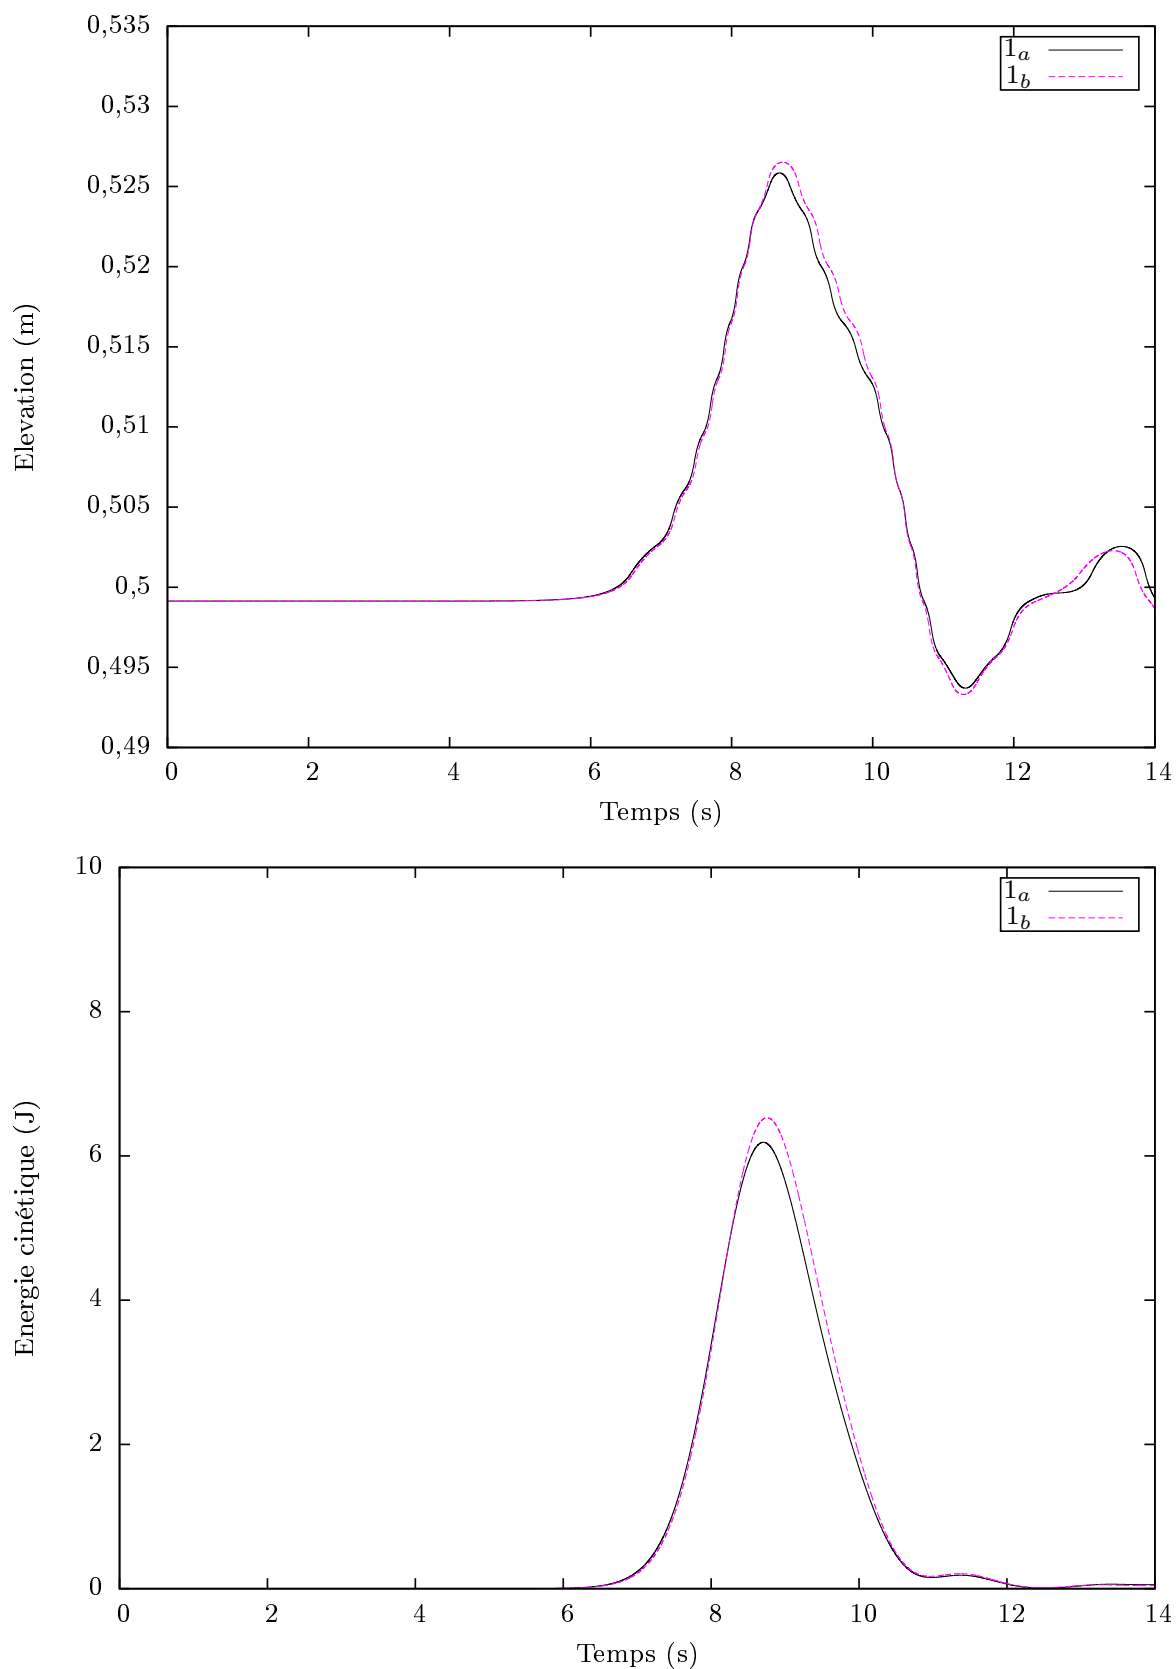 0,535
0,53
0,525
0,52
0,515
0,51
0,505
0,5
0,495
0,49
0 2 4 6 8 10 12 14
Elevation (m)
Temps (s)
1a
1b
10
8
6
4
2
0
0 2 4 6 8 10 12 14
Energie cinétique (J)
Temps (s)
1a
1b